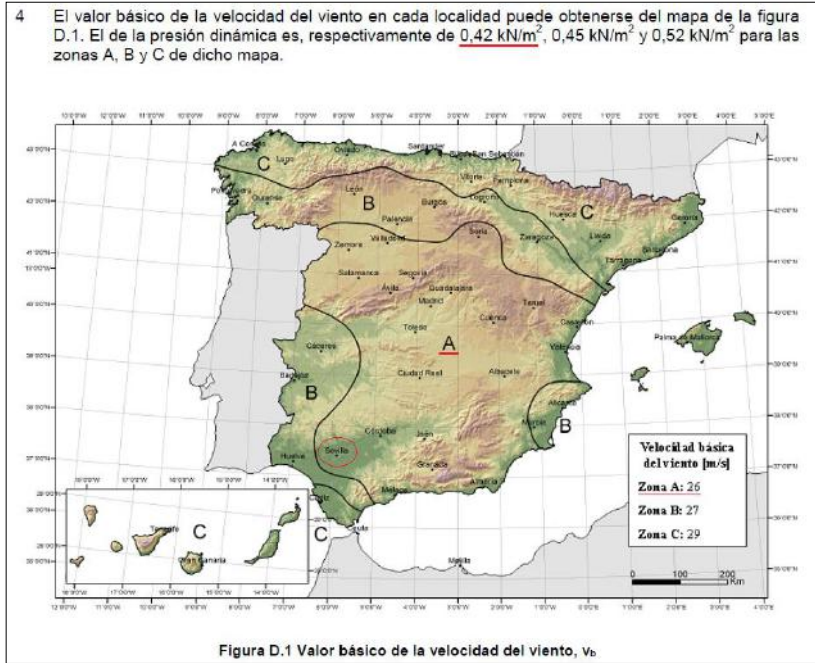 4 El valor básico de la velocidad del viento en cada localidad puede obtenerse del mapa de la figura
D.1. El de la presión dinámica es, respectivamente de 0,42 kN/m², 0,45 kN/m² y 0,52 kN/m² para las
zonas A, B y C de dicho mapa.
A Coruña
Lugo
Oviedo
Santander
San Sebastián
C
Vitoria
Pamplona
Pontevedra
Ourense
León
Burgos
Logroño
B
Huesca
C
Gerona
Palencia
Zamora
Valladolid
Soria
Zaragoza
Lleida
Barcelona
Tarragona
Salamanca
Segovia
Ávila
Guadalajara
Madrid
Teruel
Cuenca
Castellón
Toledo
A
Valencia
Palma de Mallorca
Cáceres
Badajoz
B
Ciudad Real
Albacete
Alicante
Murcia
B
Córdoba
Jaén
Sevilla
Huelva
Granada
Málaga
Almería
Cádiz
Ceuta
C
Melilla
Tenerife
C
Gran Canaria
Velocidad básica
del viento [m/s]
Zona A: 26
Zona B: 27
Zona C: 29
0 100 200
Km
Figura D.1 Valor básico de la velocidad del viento, vb